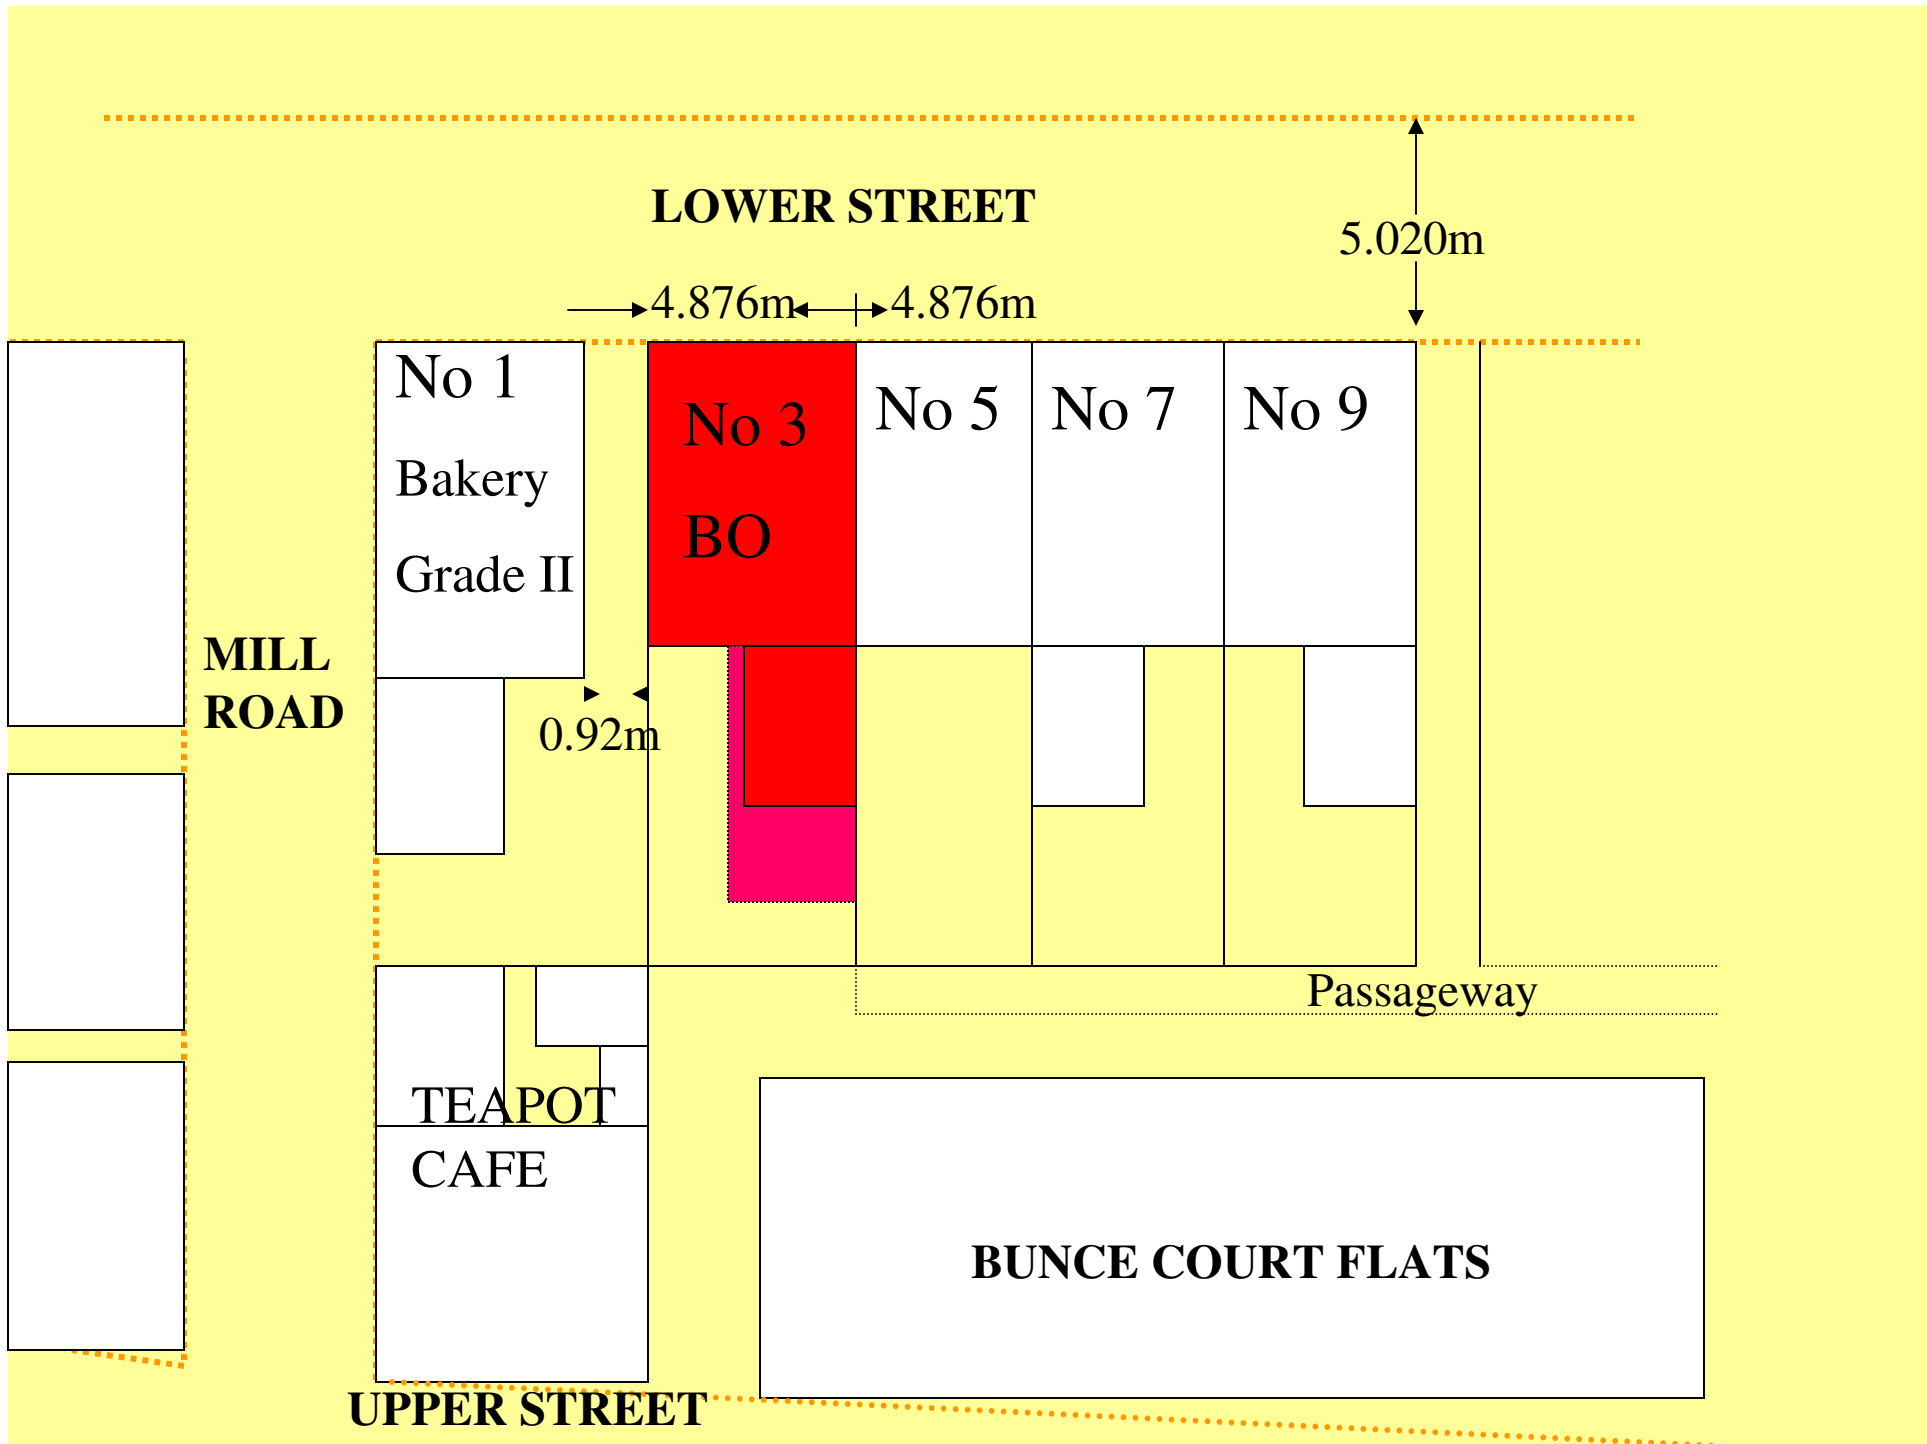 LOWER STREET
5.020m
4.876m
4.876m
No 1
Bakery
Grade II
No 3
BO
No 5
No 7
No 9
MILL
ROAD
0.92m
Passageway
TEAPOT
CAFE
BUNCE COURT FLATS
UPPER STREET